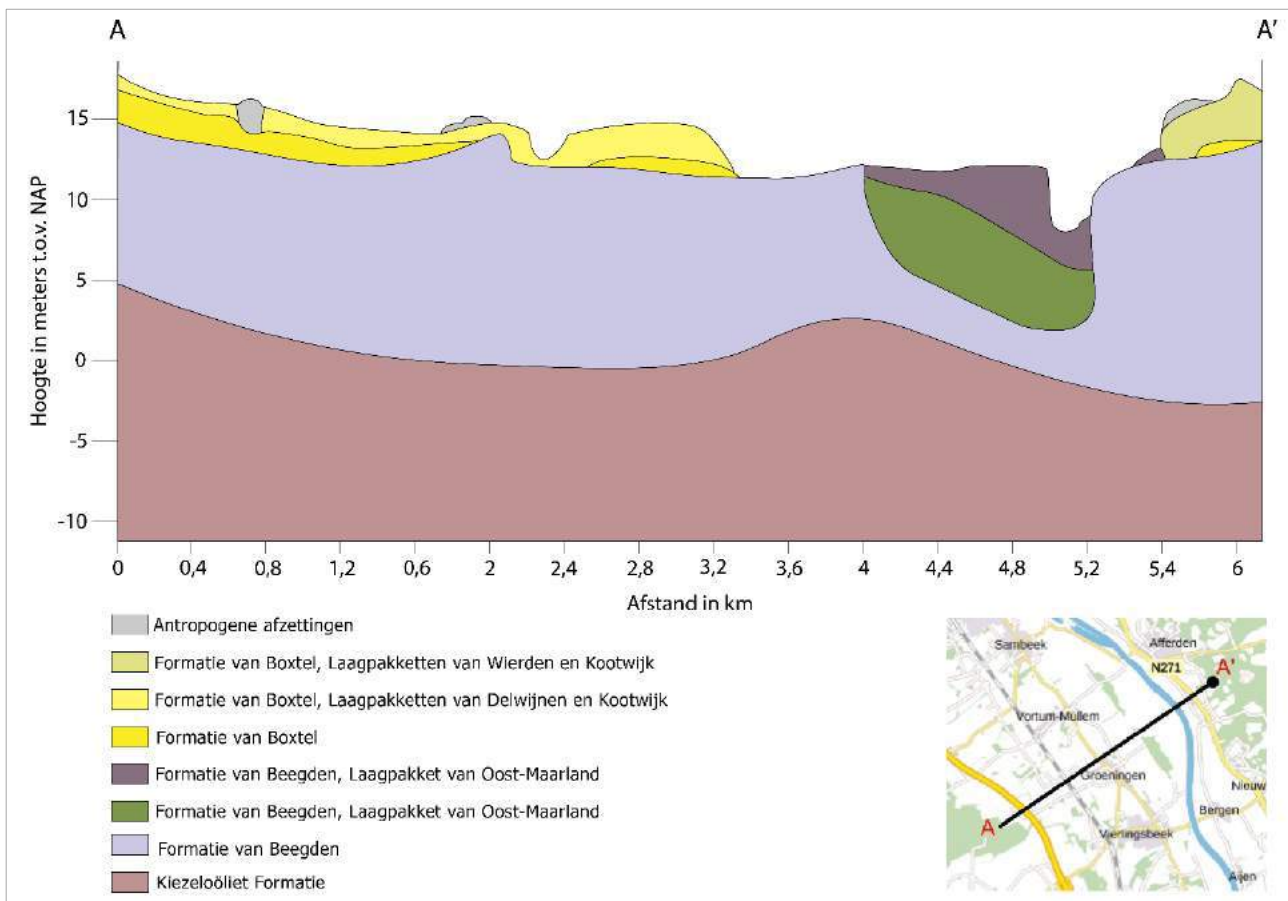 A A'
Hoogte in meters t.o.v. NAP
15
10
5
0
-5
-10
0 0,4 0,8 1,2 0,6 2 2,4 2,8 3,2 3,6 4 4,4 4,8 5,2 5,4 6
Afstand in km
Antropogene afzettingen
Formatie van Boxtel, Laagpakketten van Wierden en Kootwijk
Formatie van Boxtel, Laagpakketten van Delwijnen en Kootwijk
Formatie van Boxtel
Formatie van Beegden, Laagpakket van Oost-Maarland
Formatie van Beegden, Laagpakket van Oost-Maarland
Formatie van Beegden
Kiezeloöliet Formatie
Sambeek
Afferden
N271
A'
Vortum-Mullem
Groeningen
Nieuw
Bergen
A
Vierlingsbeek
Aijen